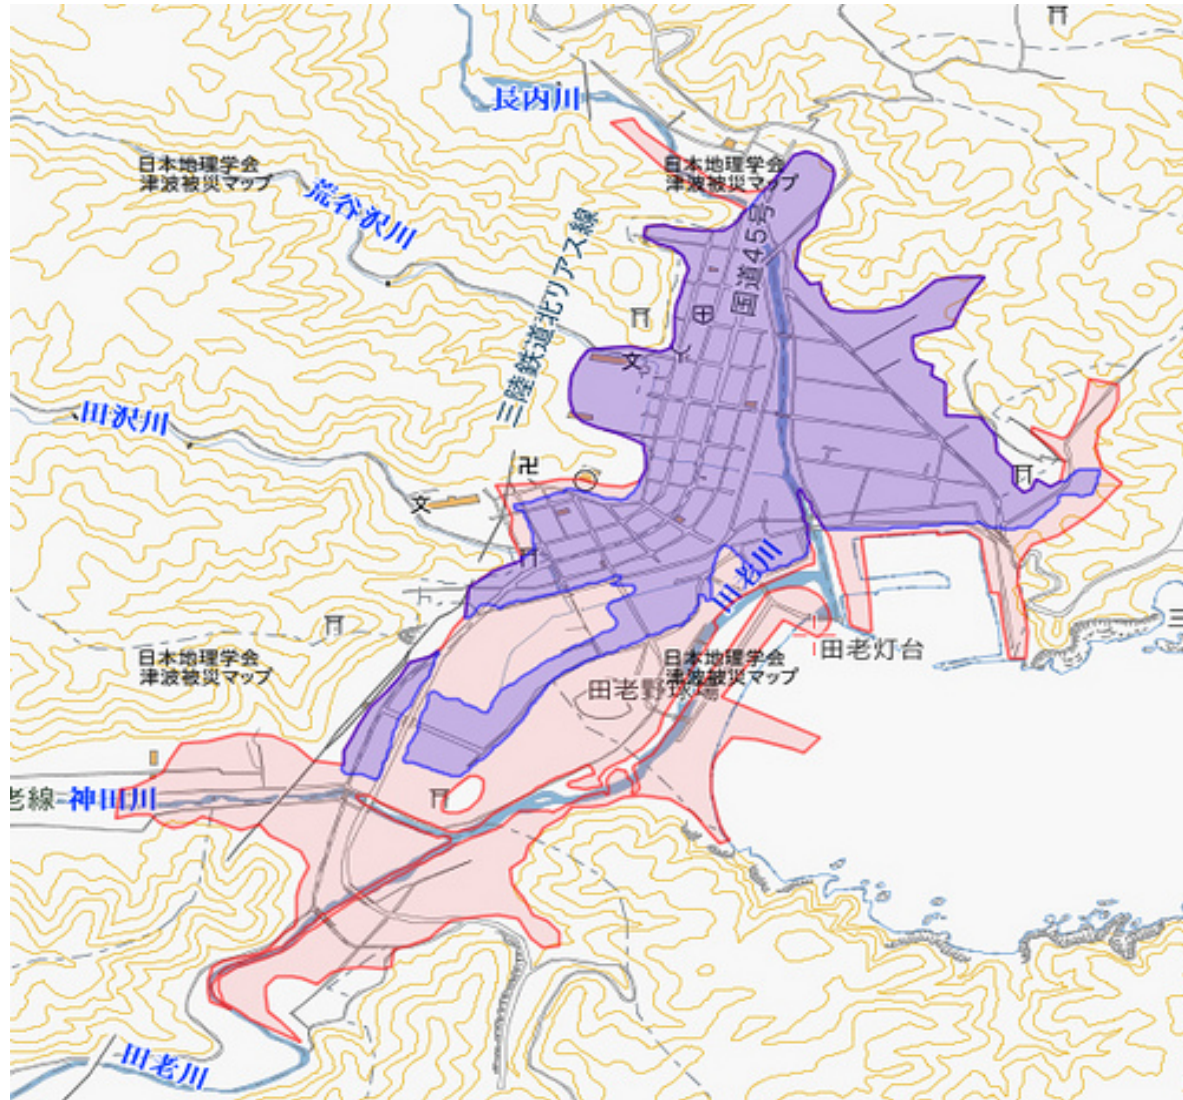 長内川
日本地理学会
津波被災マップ
日本地理学会
津波被災マップ
荒谷沢川
国道45号
三陸鉄道北リアス線
田沢川
田老川
日本地理学会
津波被災マップ
日本地理学会
津波被災マップ
田老灯台
三
田老野球場
老線
神田川
田老川